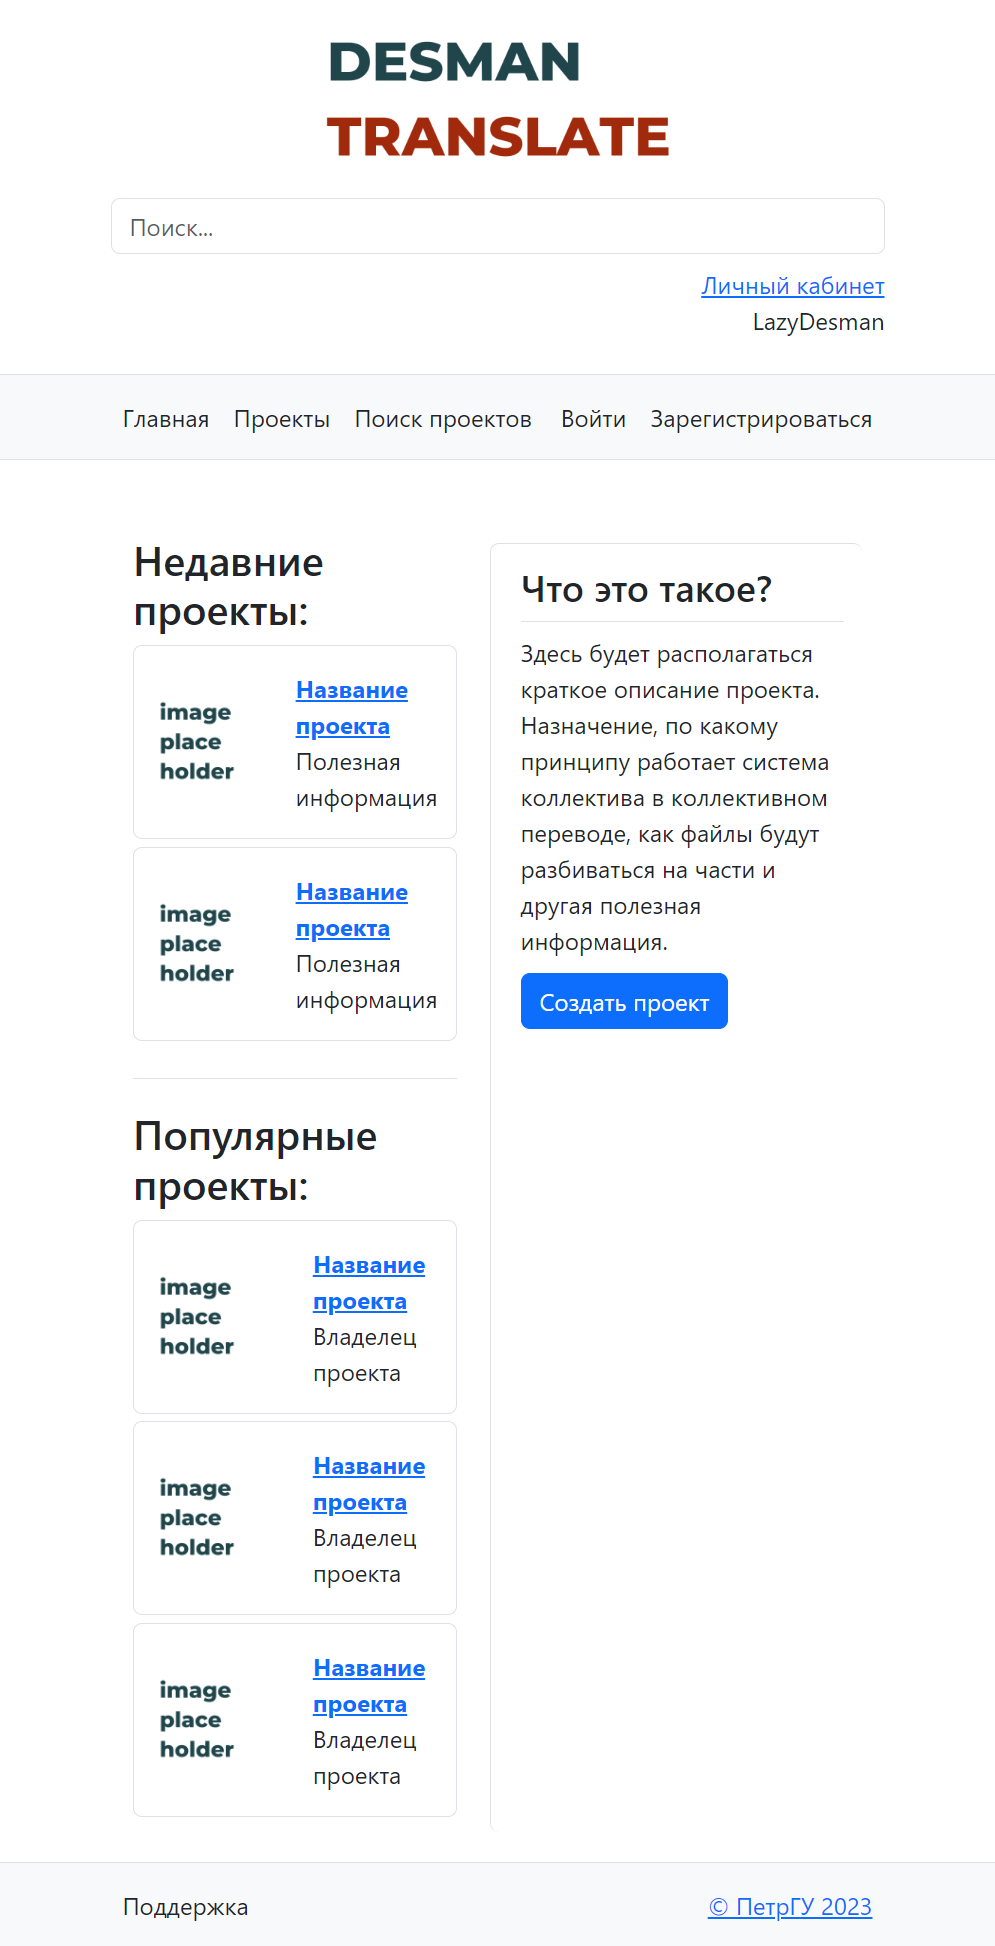 DESMAN
TRANSLATE
Поиск...
Личный кабинет
LazyDesman
Главная Проекты Поиск проектов Войти Зарегистрироваться
Недавние
проекты:
image
place
holder
Название
проекта
Полезная
информация
image
place
holder
Название
проекта
Полезная
информация
Популярные
проекты:
image
place
holder
Название
проекта
Владелец
проекта
image
place
holder
Название
проекта
Владелец
проекта
image
place
holder
Название
проекта
Владелец
проекта
Что это такое?
Здесь будет располагаться
краткое описание проекта.
Назначение, по какому
принципу работает система
коллектива в коллективном
переводе, как файлы будут
разбиваться на части и
другая полезная
информация.
Создать проект
Поддержка
© ПетрГУ 2023